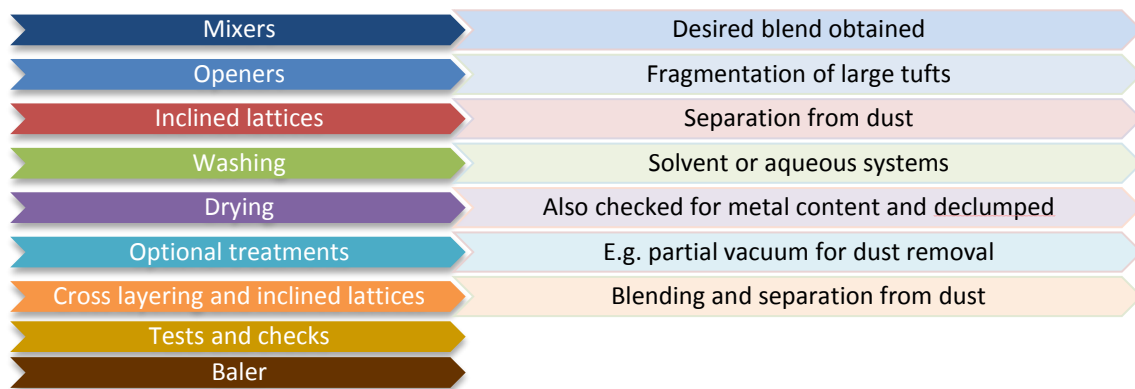 Mixers
Desired blend obtained
Openers
Fragmentation of large tufts
Inclined lattices
Separation from dust
Washing
Solvent or aqueous systems
Drying
Also checked for metal content and declumped
Optional treatments
E.g. partial vacuum for dust removal
Cross layering and inclined lattices
Blending and separation from dust
Tests and checks
Baler